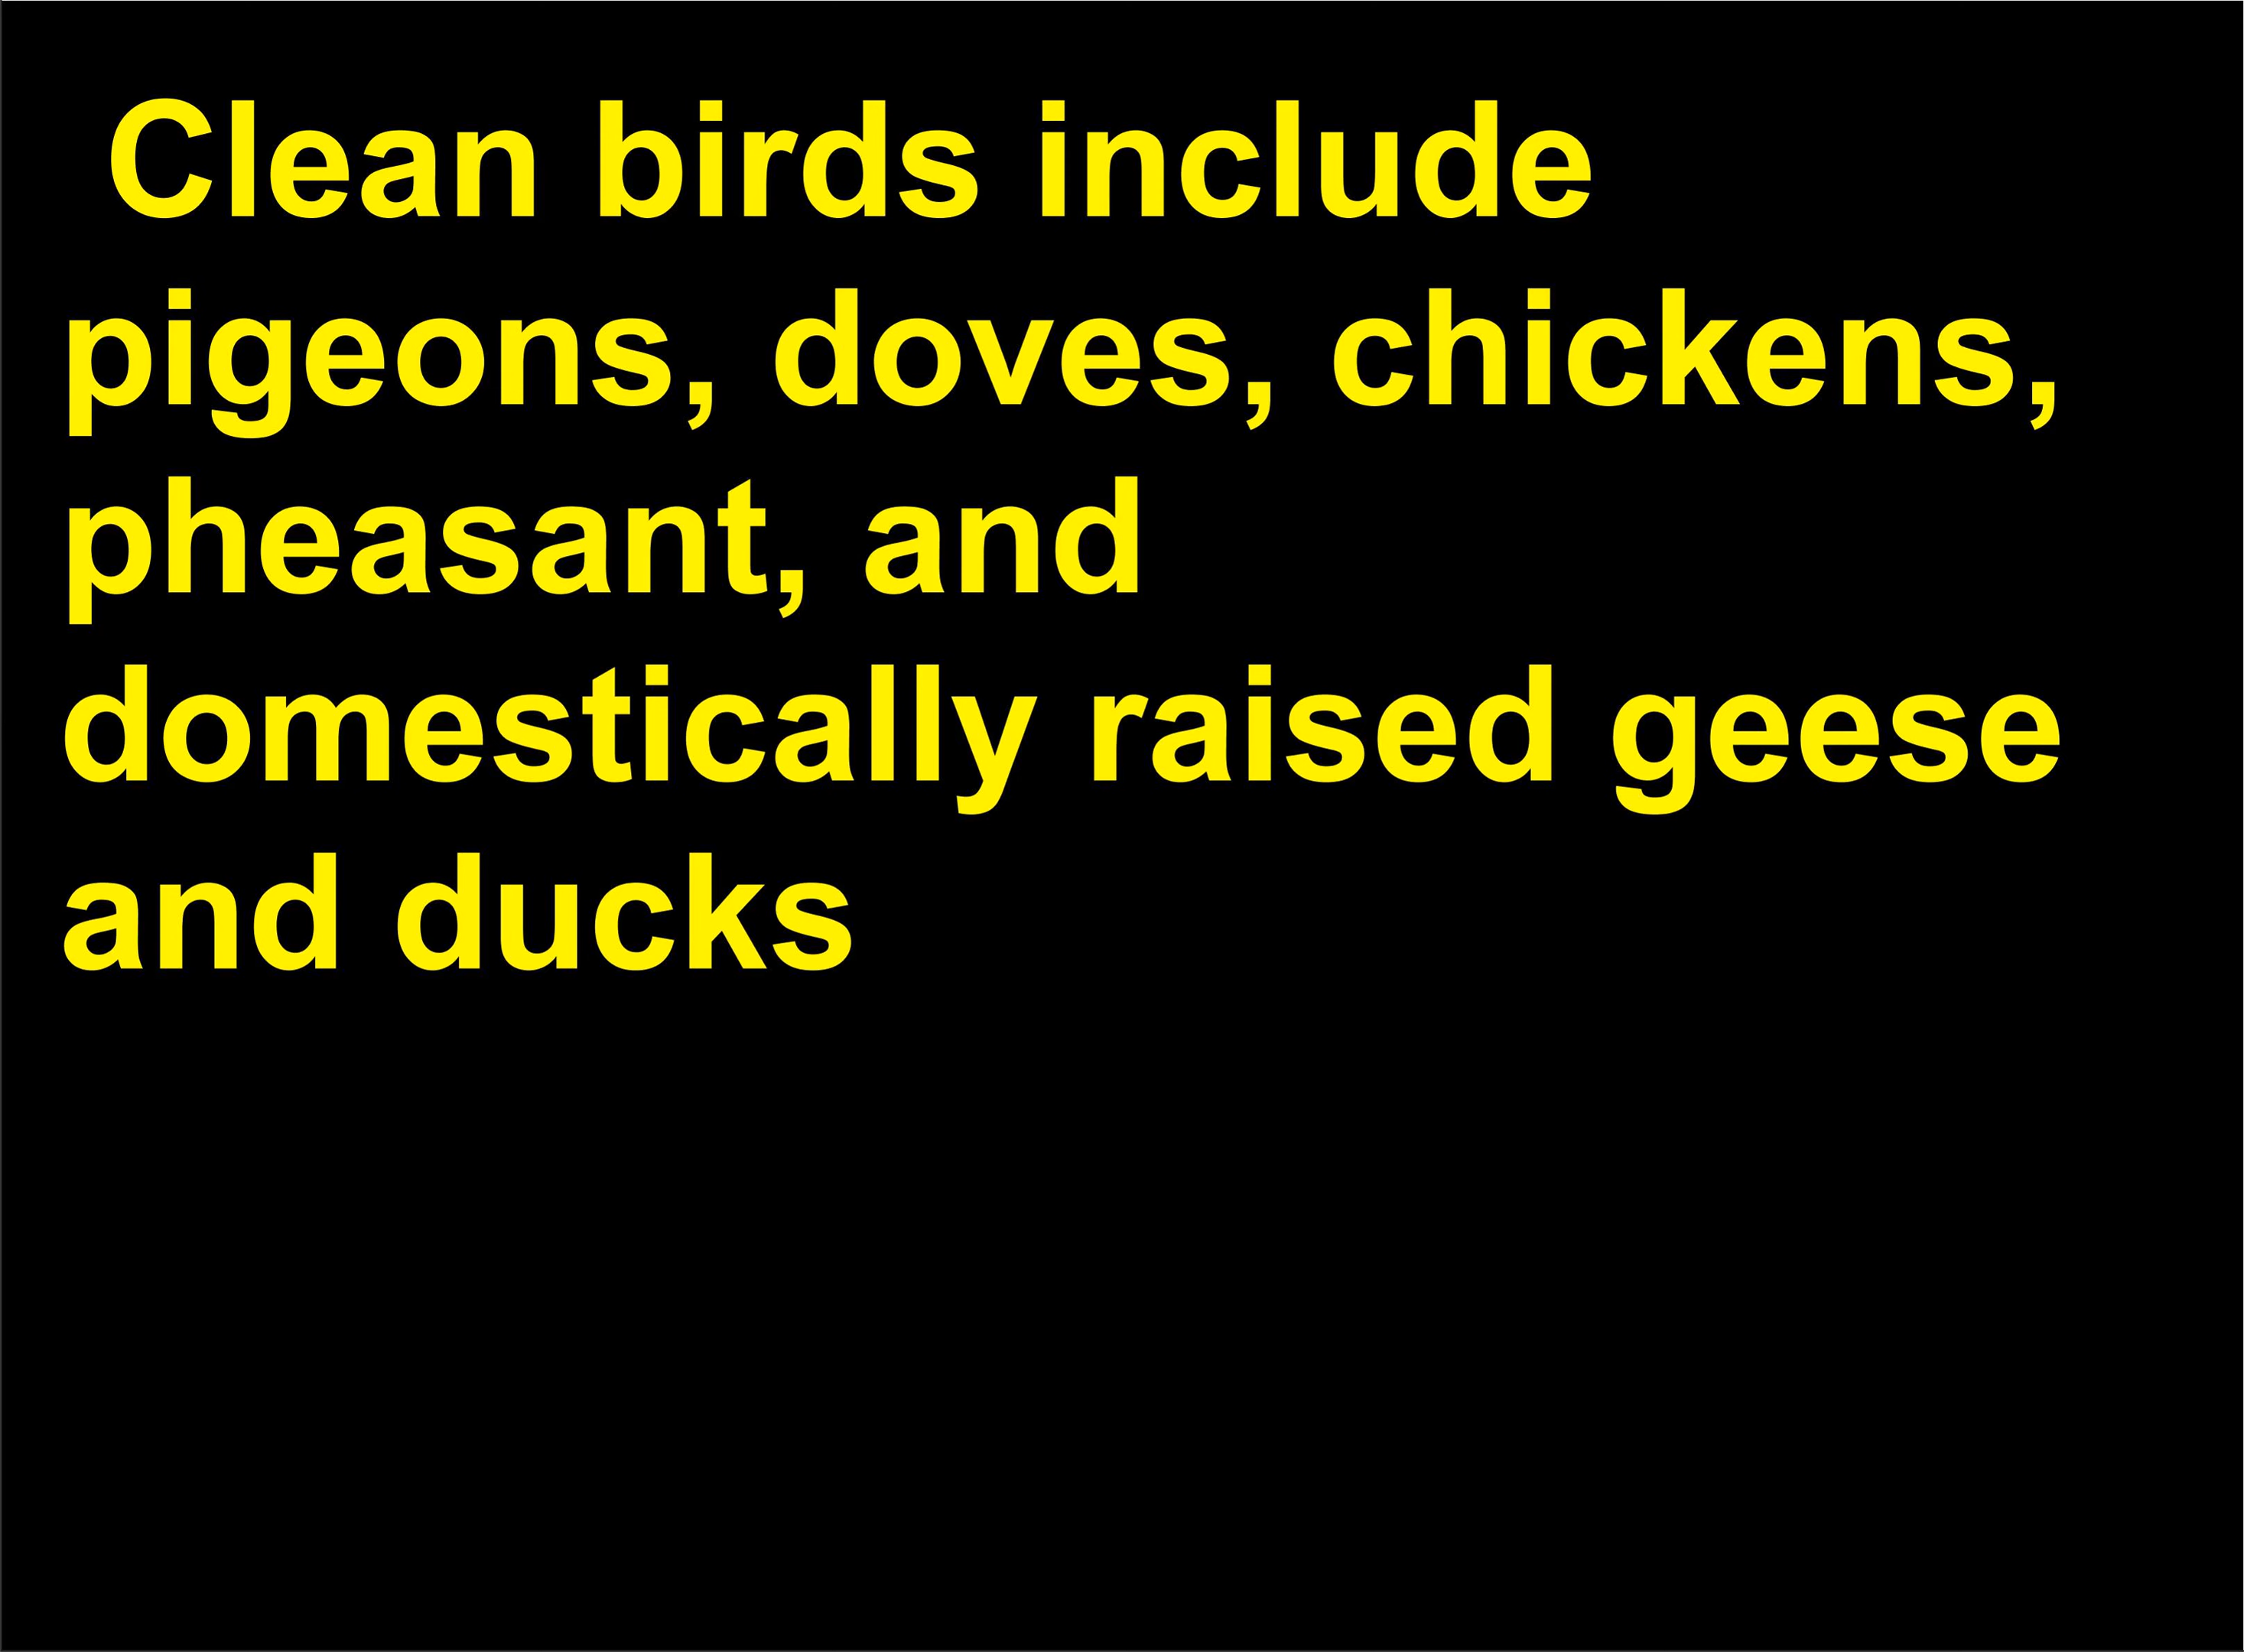 Clean birds include
pigeons, doves, chickens,
pheasant, and
domestically raised geese
and ducks